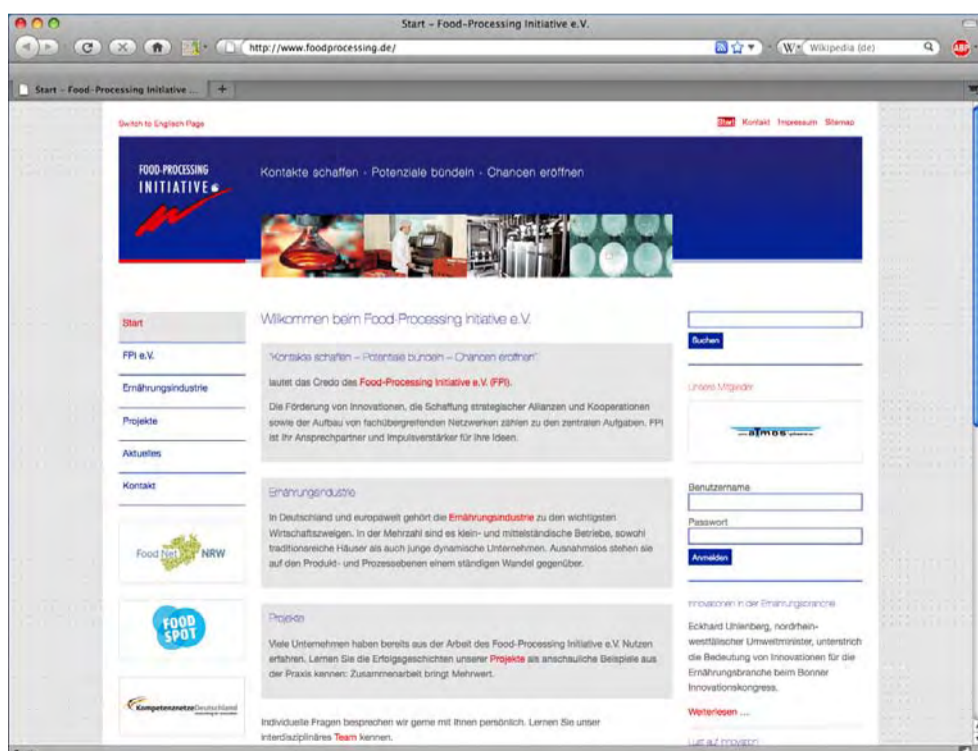 Start – Food-Processing Initiative e.V.
http://www.foodprocessing.de/
W
Wikipedia (de)
ABP
Start – Food-Processing Initiative ...
+
Switch to Englisch Page
Start Kontakt Impressum Sitemap
FOOD-PROCESSING
INITIATIVE
Kontakte schaffen - Potenziale bündeln - Chancen eröffnen
Start
FPI e.V.
Ernährungsindustrie
Projekte
Aktuelles
Kontakt
Food Net NRW
FOOD
SPOT
KompetenznetzeDeutschland
Willkommen beim Food-Processing Initiative e.V.
"Kontakte schaffen – Potentiale bündeln – Chancen eröffnen"
lautet das Credo des Food-Processing Initiative e.V. (FPI).
Die Förderung von Innovationen, die Schaffung strategischer Allianzen und Kooperationen
sowie der Aufbau von fachübergreifenden Netzwerken zählen zu den zentralen Aufgaben. FPI
ist Ihr Ansprechpartner und Impulsverstärker für Ihre Ideen.
Ernährungsindustrie
In Deutschland und europaweit gehört die Ernährungsindustrie zu den wichtigsten
Wirtschaftszweigen. In der Mehrzahl sind es klein- und mittelständische Betriebe, sowohl
traditionsreiche Häuser als auch junge dynamische Unternehmen. Ausnahmslos stehen sie
auf den Produkt- und Prozessebenen einem ständigen Wandel gegenüber.
Projekte
Viele Unternehmen haben bereits aus der Arbeit des Food-Processing Initiative e.V. Nutzen
erfahren. Lernen Sie die Erfolgsgeschichten unserer Projekte als anschauliche Beispiele aus
der Praxis kennen: Zusammenarbeit bringt Mehrwert.
Individuelle Fragen besprechen wir gerne mit Ihnen persönlich. Lernen Sie unser
interdisziplinäres Team kennen.
Suchen
Unsere Mitglieder
atmos
Benutzername
Passwort
Anmelden
Innovationen in der Ernährungsbranche
Eckhard Uhlenberg, nordrhein-
westfälischer Umweltminister, unterstrich
die Bedeutung von Innovationen für die
Ernährungsbranche beim Bonner
Innovationskongress.
Weiterlesen ...
Lust auf Innovation